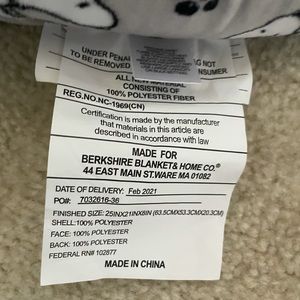 UNDER PENAL
TO BE REMOVED
NG NOT
NSUMER
ALL NEW MATERIAL
CONSISTING OF
100% POLYESTER FIBER
REG.NO.NC-1969(CN)
Certification is made by the manufacturer
that materials in this article are
described in accordance with law
MADE FOR
BERKSHIRE BLANKET& HOME CO.
44 EAST MAIN ST.WARE MA 01082
DATE OF DELIVERY: Feb 2021
PO#: 7032616-36
FINISHED SIZE: 25INX21INX8IN (63.5CMX53.3CMX20.3CM)
SHELL:100% POLYESTER
FACE: 100% POLYESTER
BACK: 100% POLYESTER
FEDERAL RN# 102877
MADE IN CHINA